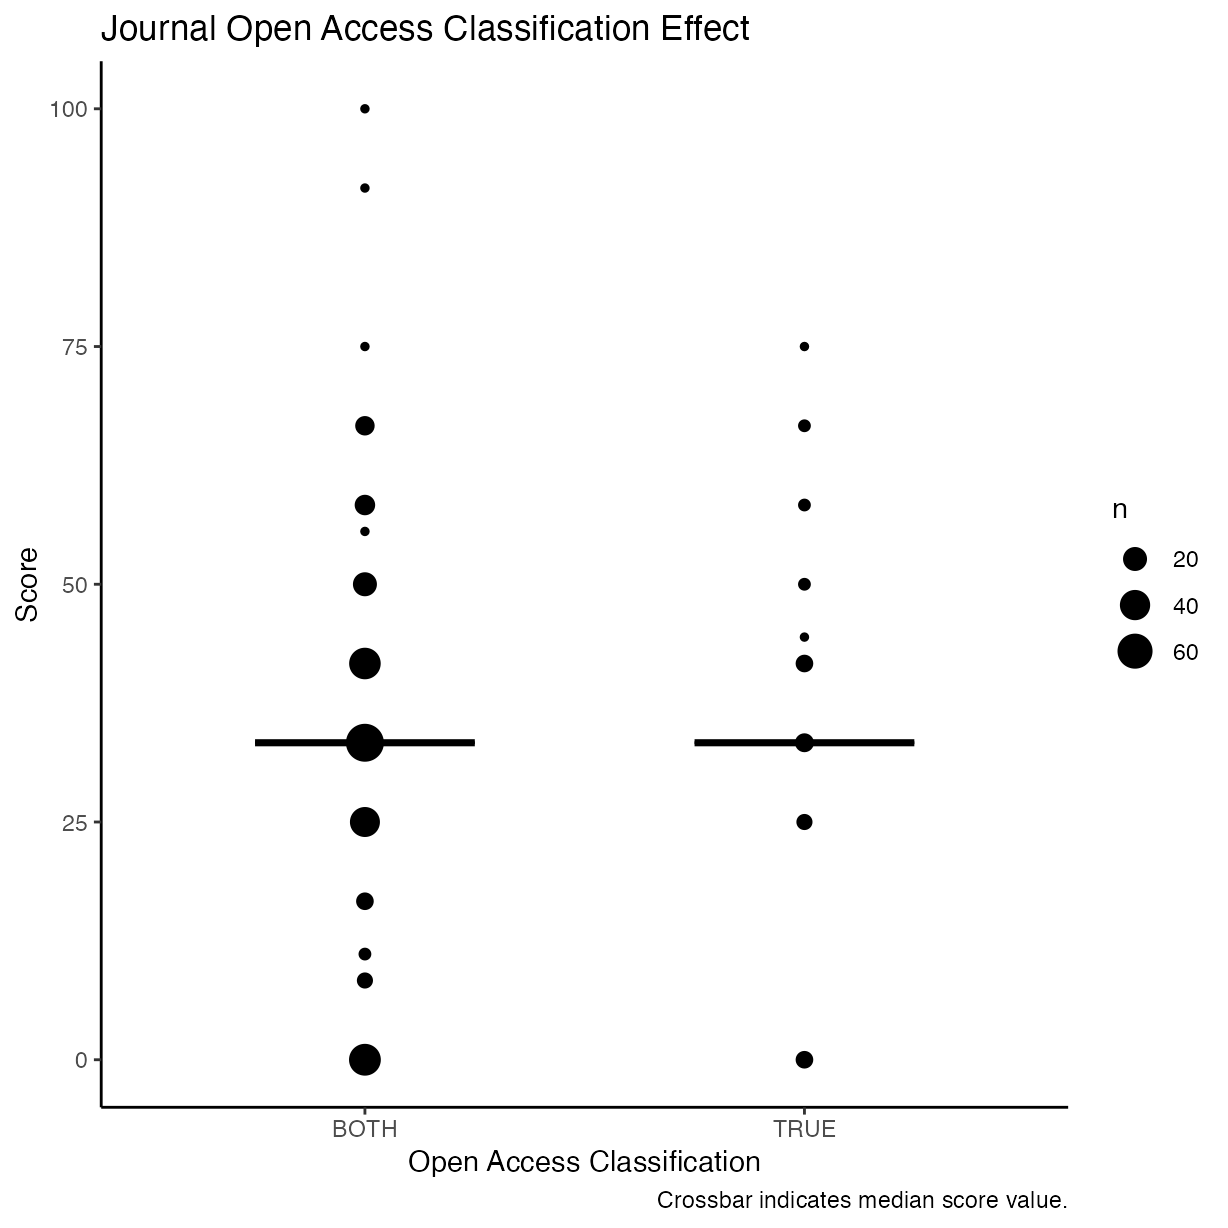 Journal Open Access Classification Effect
100
75
50
25
0
Score
BOTH
TRUE
Open Access Classification
Crossbar indicates median score value.
n
20
40
60